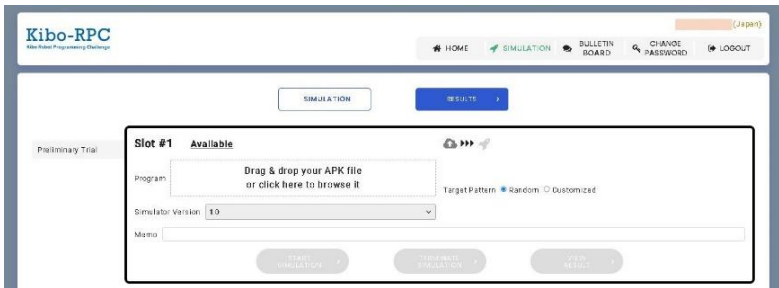 Kibo-RPC
Kibo Robot Programming Challenge
(Japan)
HOME SIMULATION BULLETIN BOARD CHANGE PASSWORD LOGOUT
SIMULATION RESULTS
Preliminary Trial
Slot #1 Available
Program
Drag & drop your APK file
or click here to browse it
Target Pattern Random Customized
Simulator Version 1.0
Memo
START SIMULATION TERMINATE SIMULATION VIEW RESULT